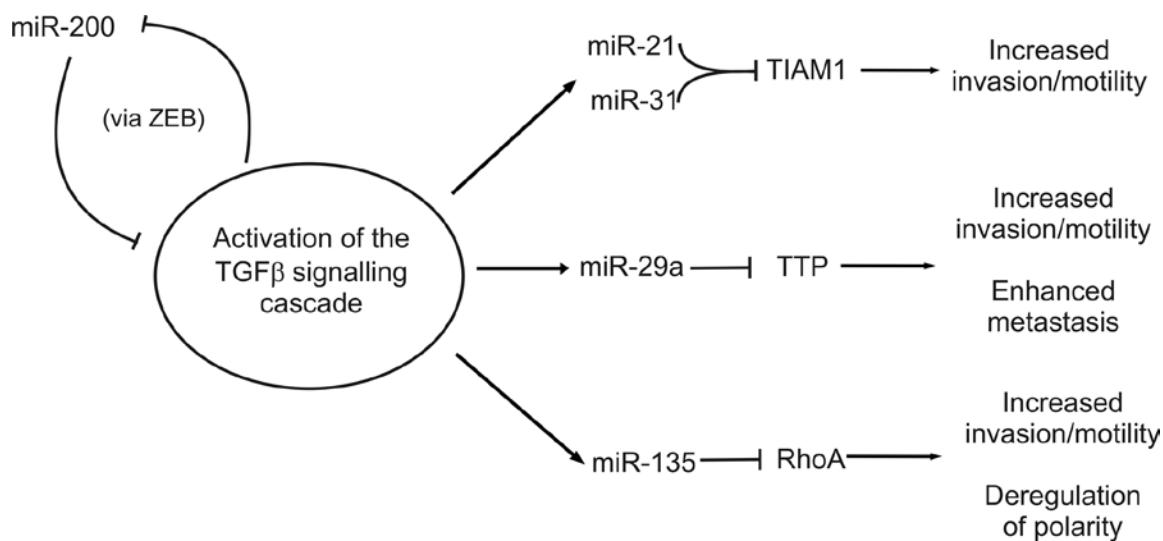 miR-200
(via ZEB)
Activation of the
TGFβ signalling
cascade
miR-21
miR-31
TIAM1
Increased
invasion/motility
miR-29a
TTP
Increased
invasion/motility
Enhanced
metastasis
miR-135
RhoA
Increased
invasion/motility
Deregulation
of polarity